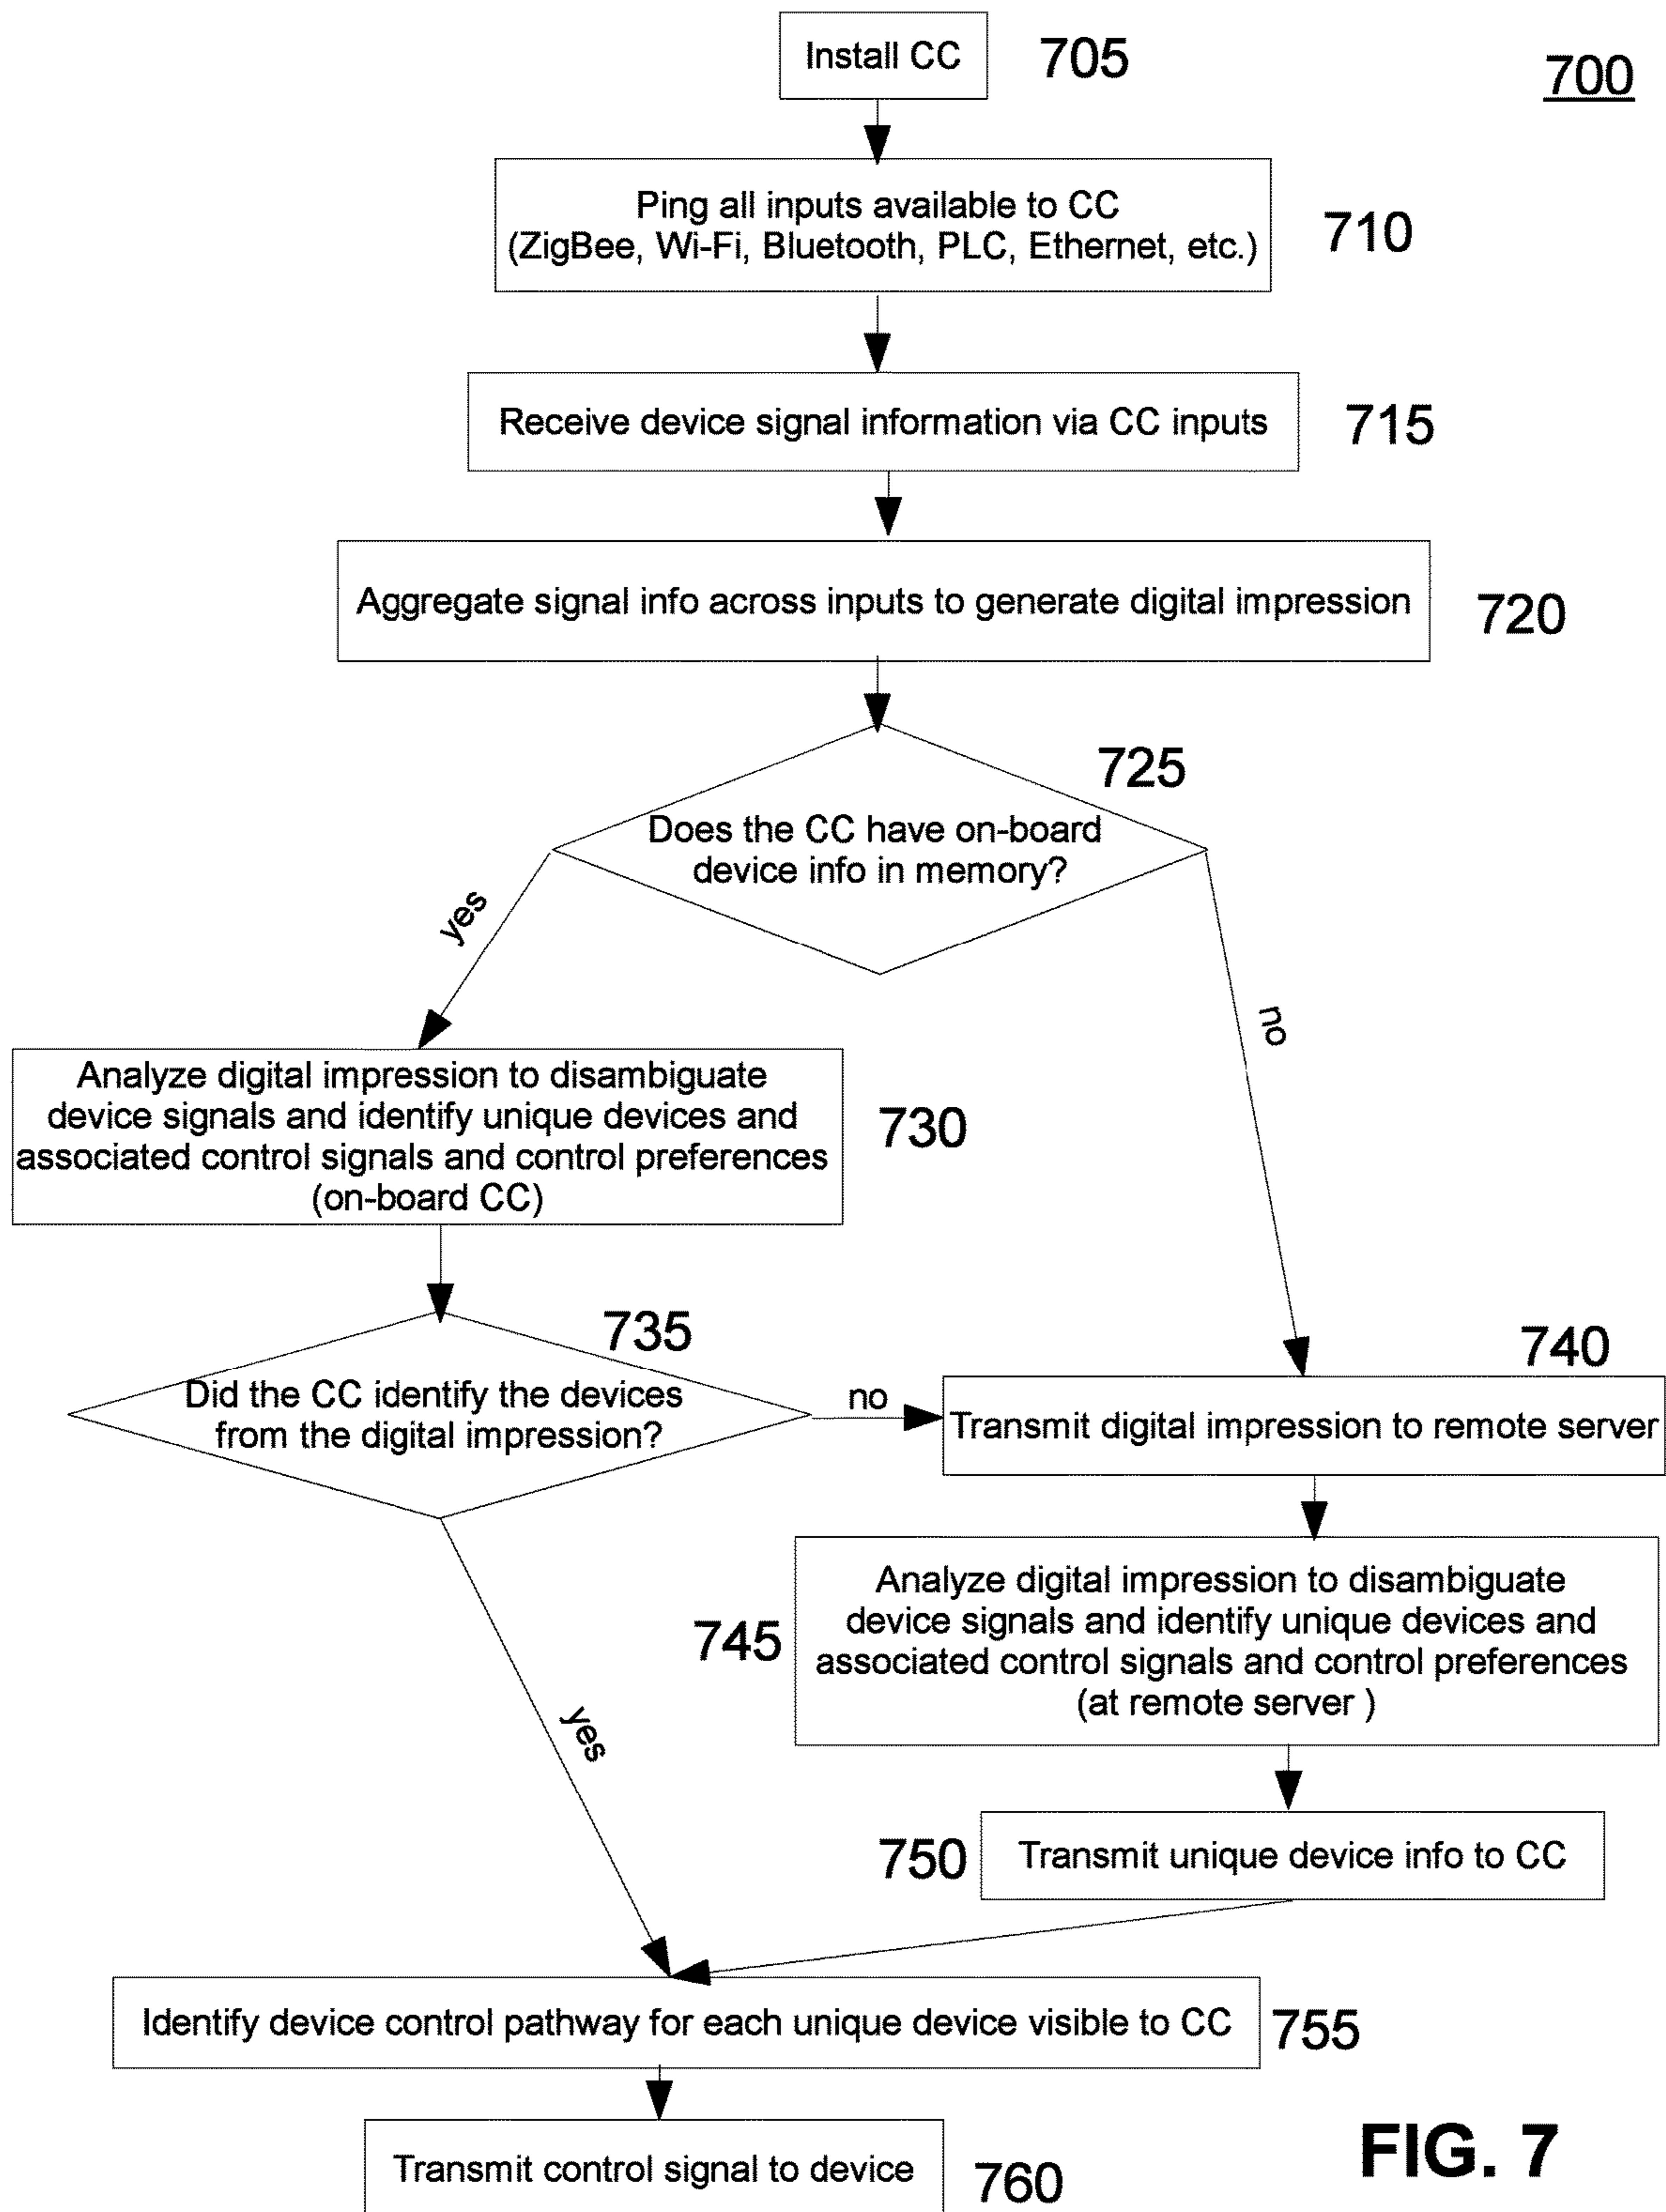 Install CC
705
700
Ping all inputs available to CC
(ZigBee, Wi-Fi, Bluetooth, PLC, Ethernet, etc.)
710
Receive device signal information via CC inputs
715
Aggregate signal info across inputs to generate digital impression
720
725
Does the CC have on-board
device info in memory?
yes
no
Analyze digital impression to disambiguate
device signals and identify unique devices and
associated control signals and control preferences
(on-board CC)
730
735
Did the CC identify the devices
from the digital impression?
no
740
Transmit digital impression to remote server
745
Analyze digital impression to disambiguate
device signals and identify unique devices and
associated control signals and control preferences
(at remote server )
yes
750
Transmit unique device info to CC
Identify device control pathway for each unique device visible to CC
755
Transmit control signal to device
760
FIG. 7